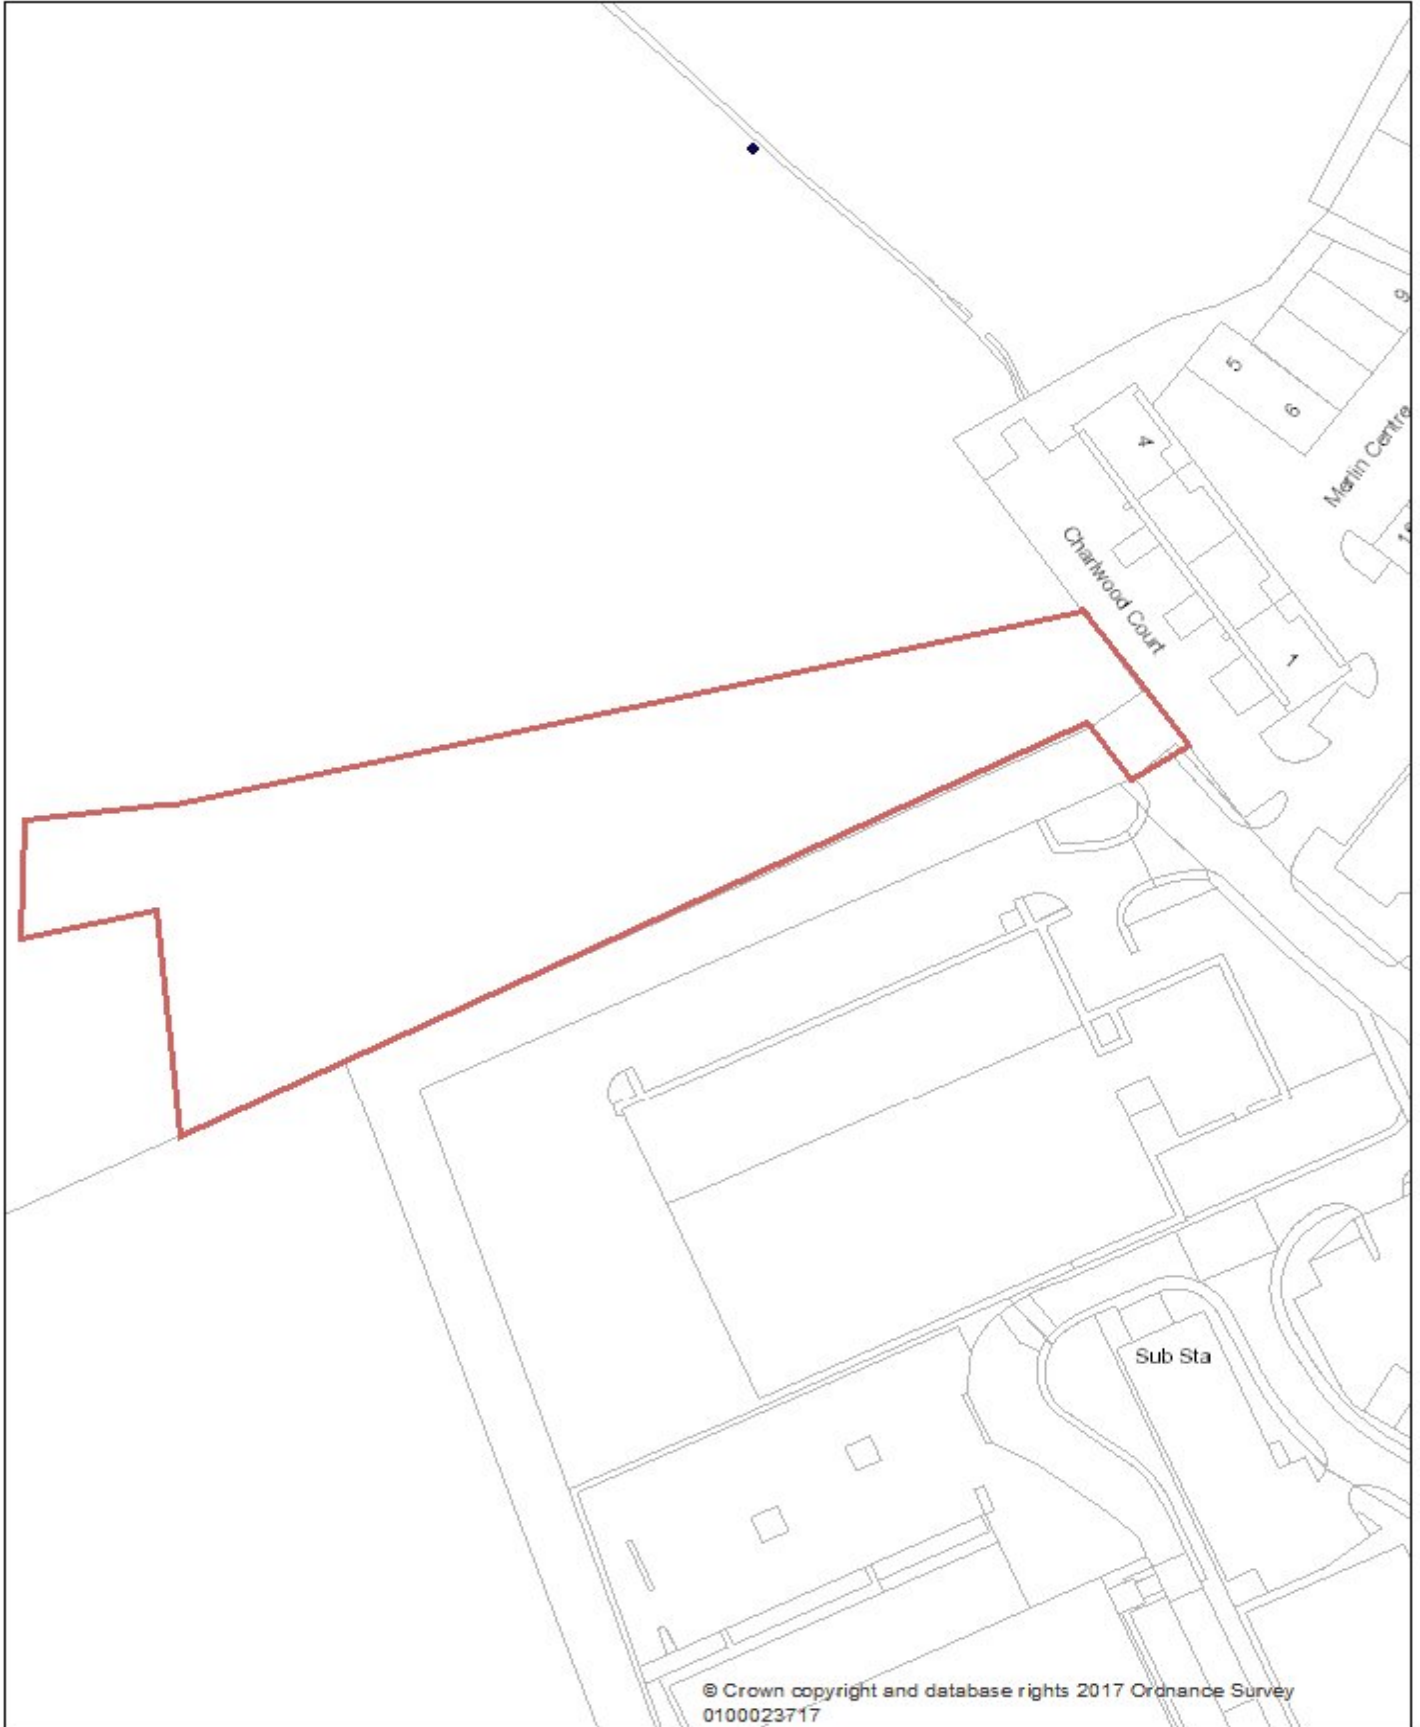 9
5
6
4
Merlin Centre
Charlwood Court
1
Sub Sta
© Crown copyright and database rights 2017 Ordnance Survey
0100023717